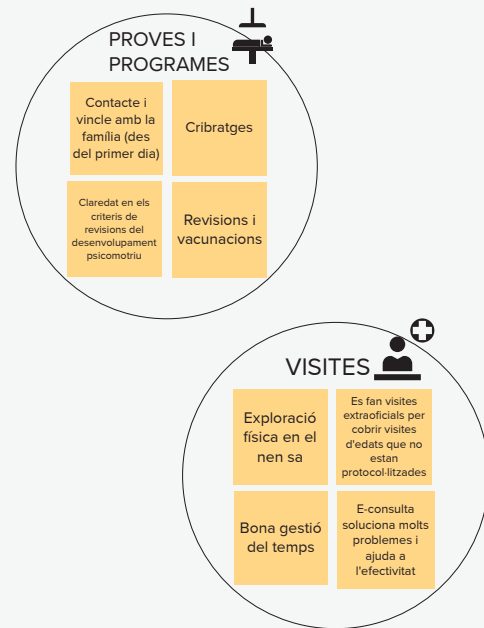 PROVES I
PROGRAMES
Contacte i
vincle amb la
família (des
del primer dia)
Cribratges
Claredat en els
criteris de
revisions del
desenvolupament
psicomotriu
Revisions i
vacunacions
VISITES
Exploració
física en el
nen sa
Es fan visites
extraoficials per
cobrir visites
d'edats que no
estan
protocol·litzades
Bona gestió
del temps
E-consulta
soluciona molts
problemes i
ajuda a
l'efectivitat